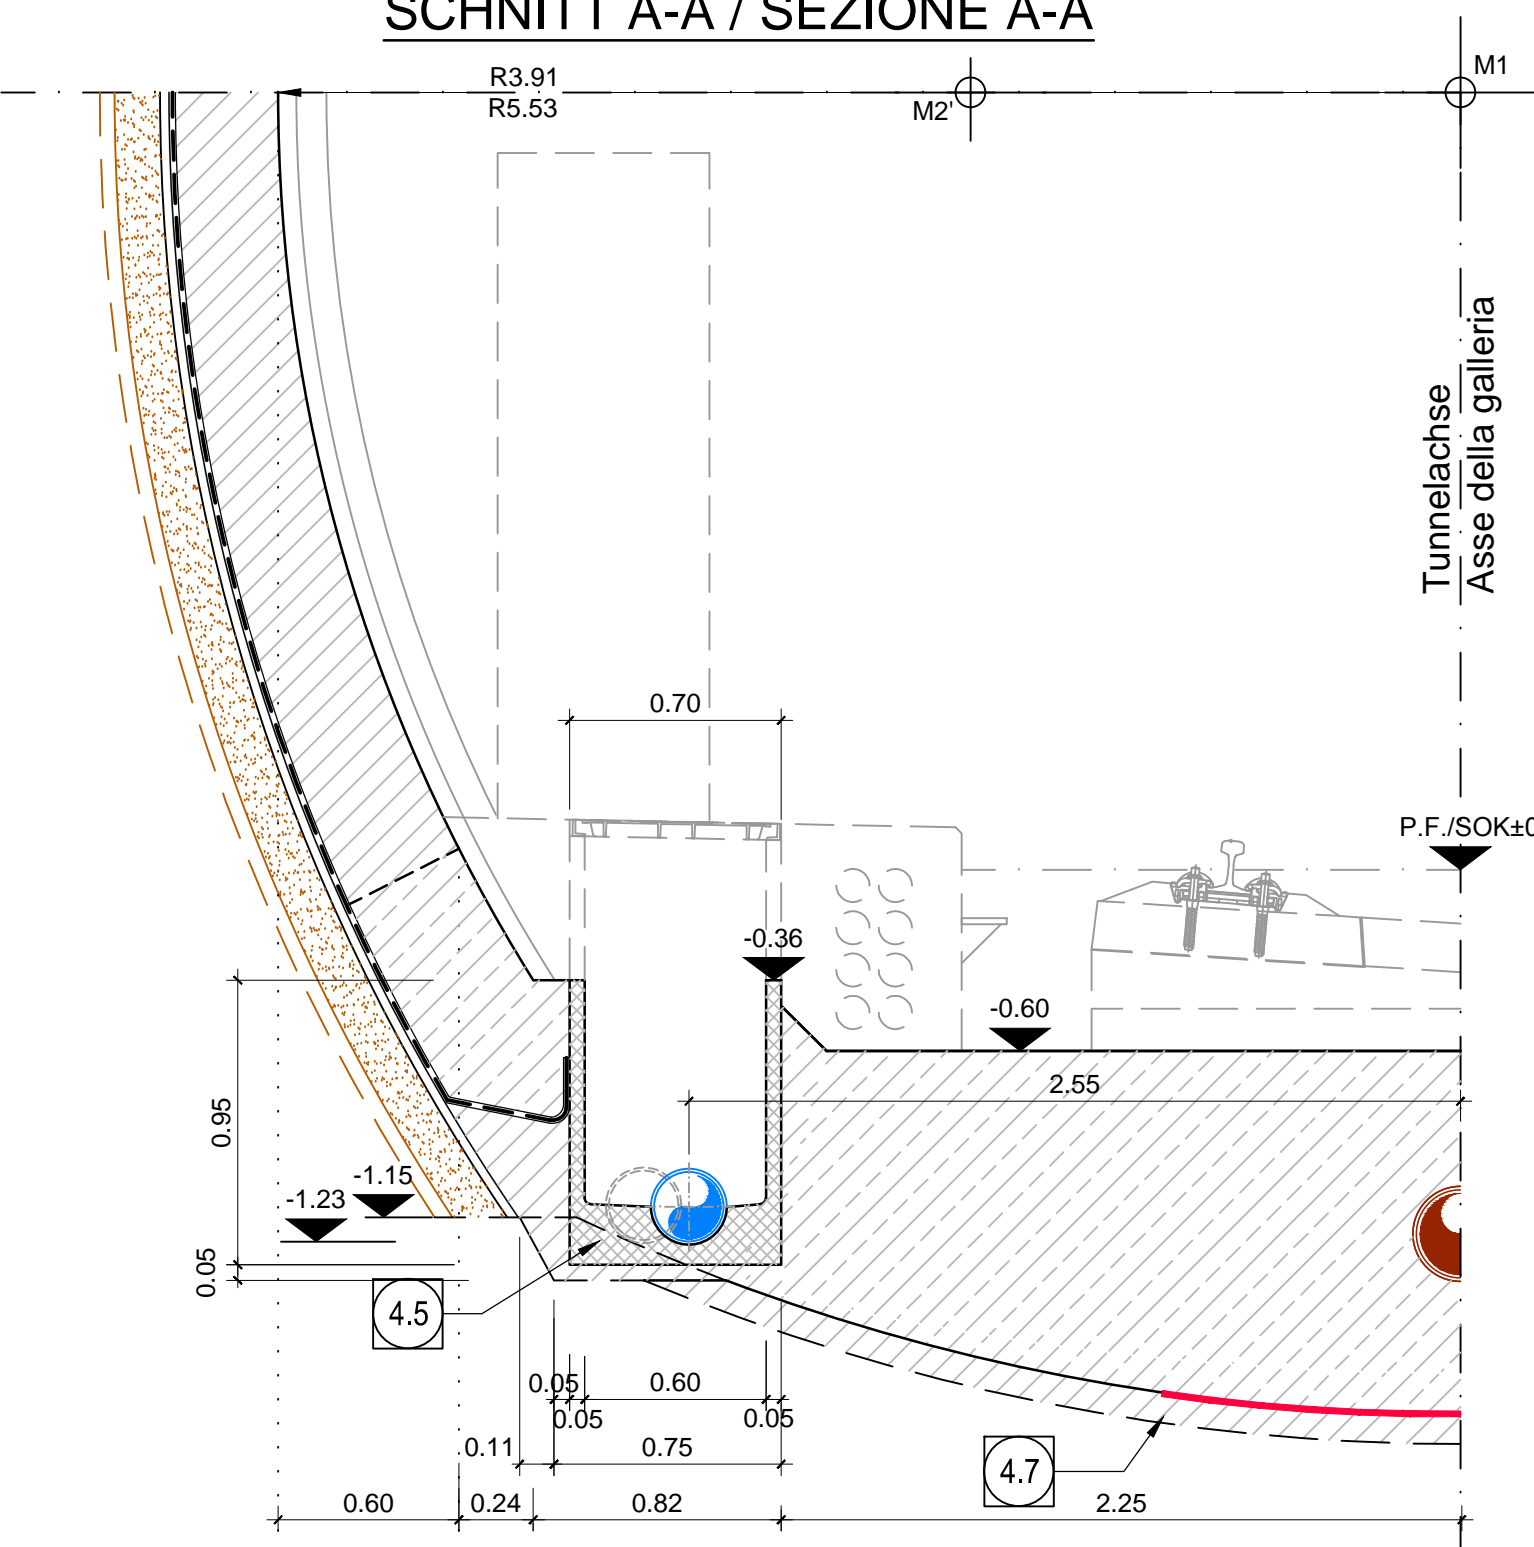 SCHNITT A-A / SEZIONE A-A
R3.91
R5.53
M2'
M1
Tunnelachse
Asse della galleria
0.70
P.F./SOK±0
-0.36
-0.60
2.55
0.95
-1.15
-1.23
0.05
4.5
0.05
0.60
0.05
0.05
0.11
0.75
4.7
0.60
0.24
0.82
2.25